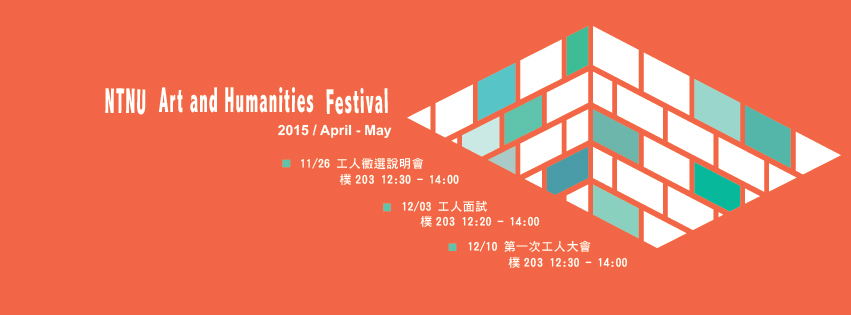 NTNU Art and Humanities Festival
2015 / April - May
11/26 工人徵選說明會
樸 203 12:30 - 14:00
12/03 工人面試
樸 203 12:20 - 14:00
12/10 第一次工人大會
樸 203 12:30 - 14:00